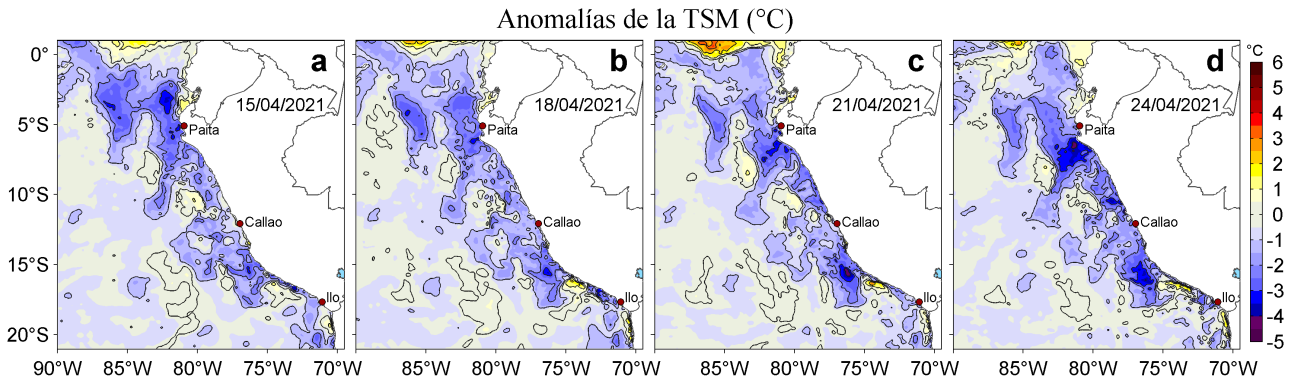 Anomalías de la TSM (°C)
a b c d
15/04/2021 18/04/2021 21/04/2021 24/04/2021
Paita Paita Paita Paita
Callao Callao Callao Callao
Ilo Ilo Ilo Ilo
0°
5°S
10°S
15°S
20°S
90°W 85°W 80°W 75°W 70°W 85°W 80°W 75°W 70°W 85°W 80°W 75°W 70°W 85°W 80°W 75°W 70°W
°C
6
5
4
3
2
1
0
-1
-2
-3
-4
-5